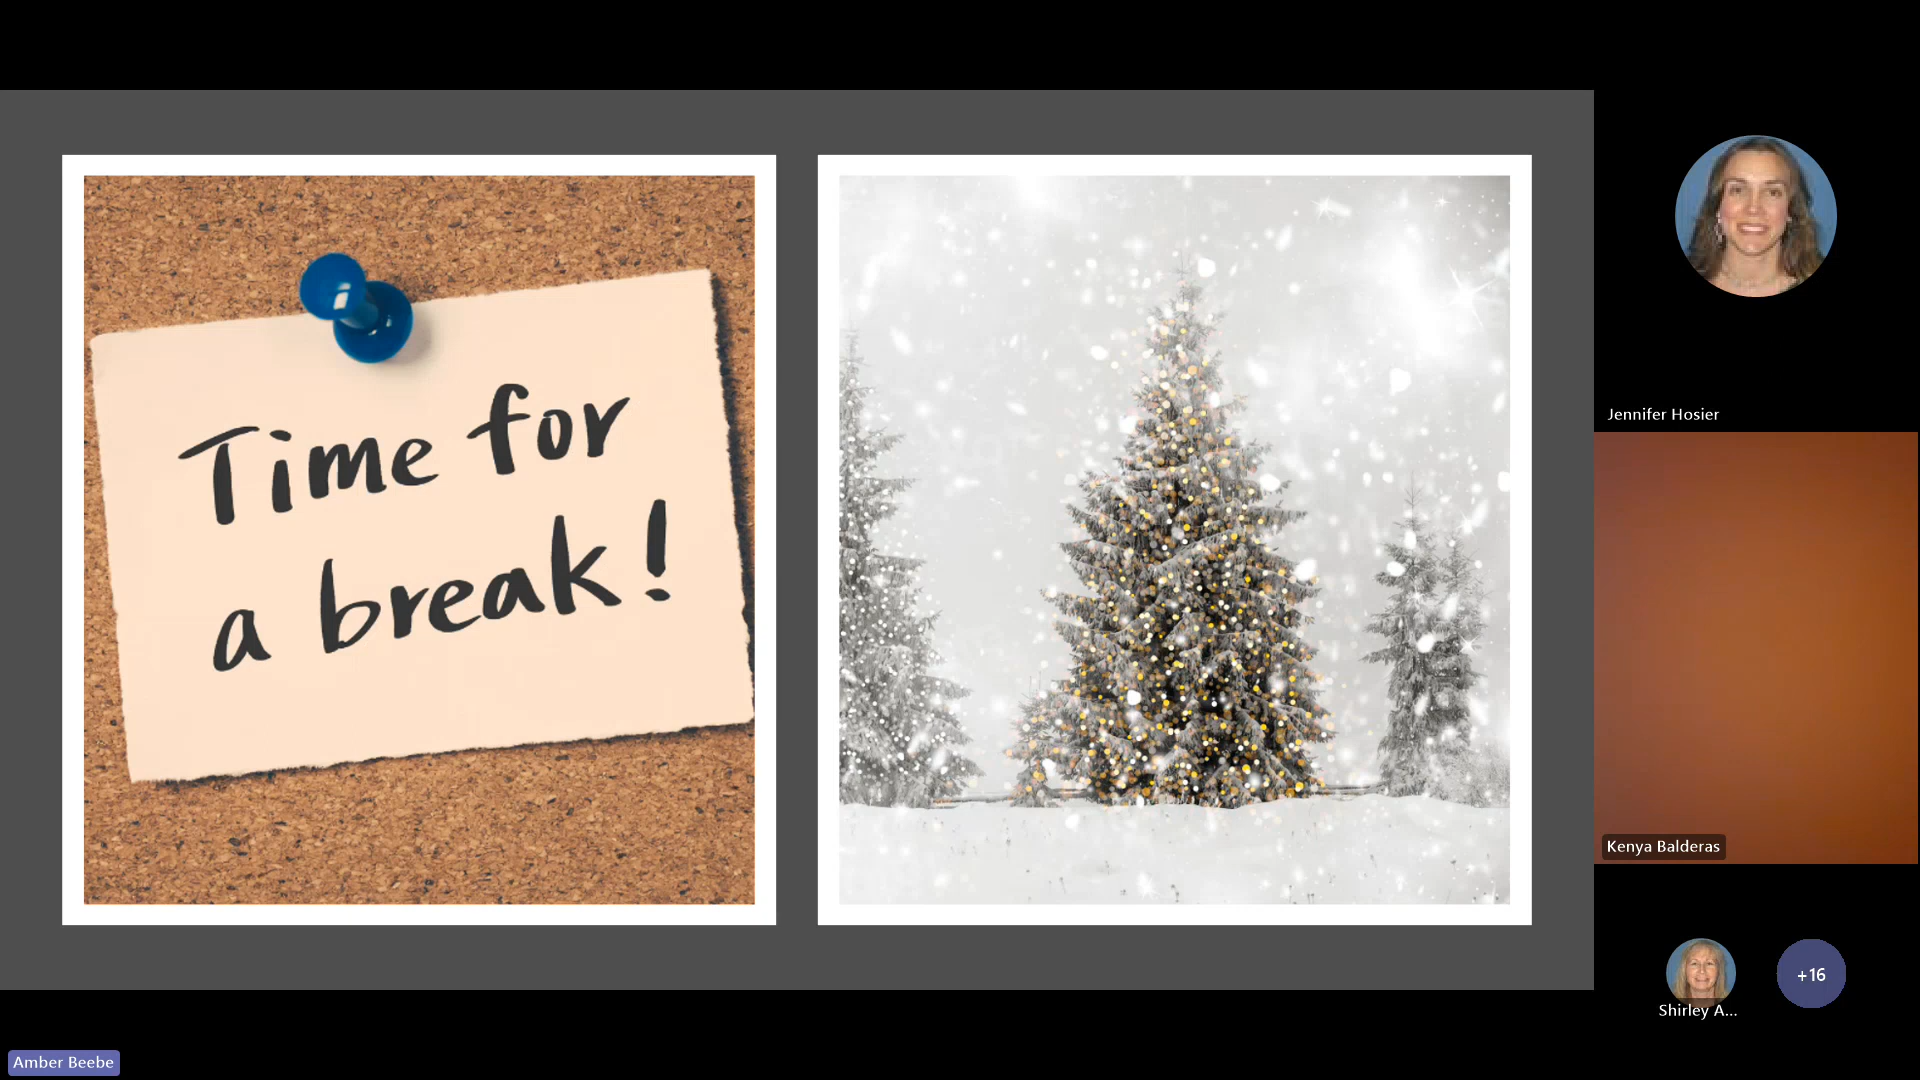 Time for
a break!
Jennifer Hosier
Kenya Balderas
+16
Shirley A...
Amber Beebe